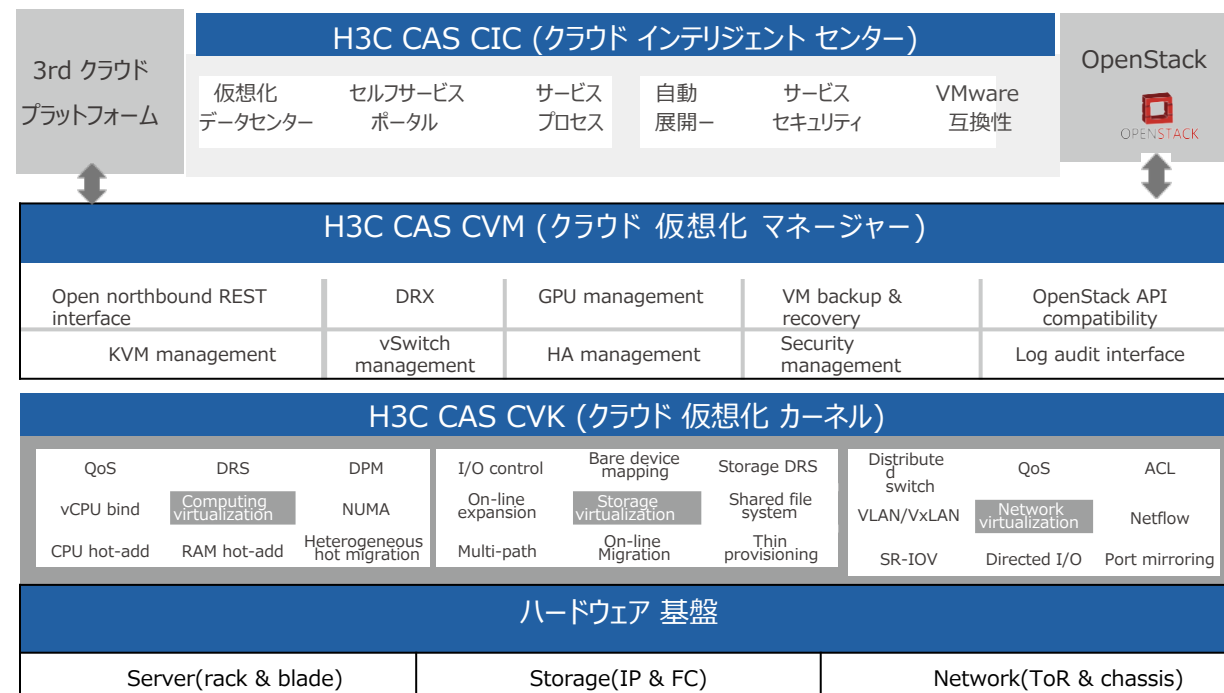 H3C CAS CIC (クラウド インテリジェント センター)
3rd クラウド
プラットフォーム
仮想化
データセンター
セルフサービス
ポータル
サービス
プロセス
自動
展開ー
サービス
セキュリティ
VMware
互換性
OpenStack
OPENSTACK
H3C CAS CVM (クラウド 仮想化 マネージャー)
Open northbound REST
interface
DRX
GPU management
VM backup &
recovery
OpenStack API
compatibility
KVM management
vSwitch
management
HA management
Security
management
Log audit interface
H3C CAS CVK (クラウド 仮想化 カーネル)
QoS
DRS
DPM
vCPU bind
Computing
virtualization
NUMA
CPU hot-add
RAM hot-add
Heterogeneous
hot migration
I/O control
Bare device
mapping
Storage DRS
On-line
expansion
Storage
virtualization
Shared file
system
Multi-path
On-line
Migration
Thin
provisioning
Distribute
d
switch
QoS
ACL
VLAN/VxLAN
Network
virtualization
Netflow
SR-IOV
Directed I/O
Port mirroring
ハードウェア 基盤
Server(rack & blade)
Storage(IP & FC)
Network(ToR & chassis)